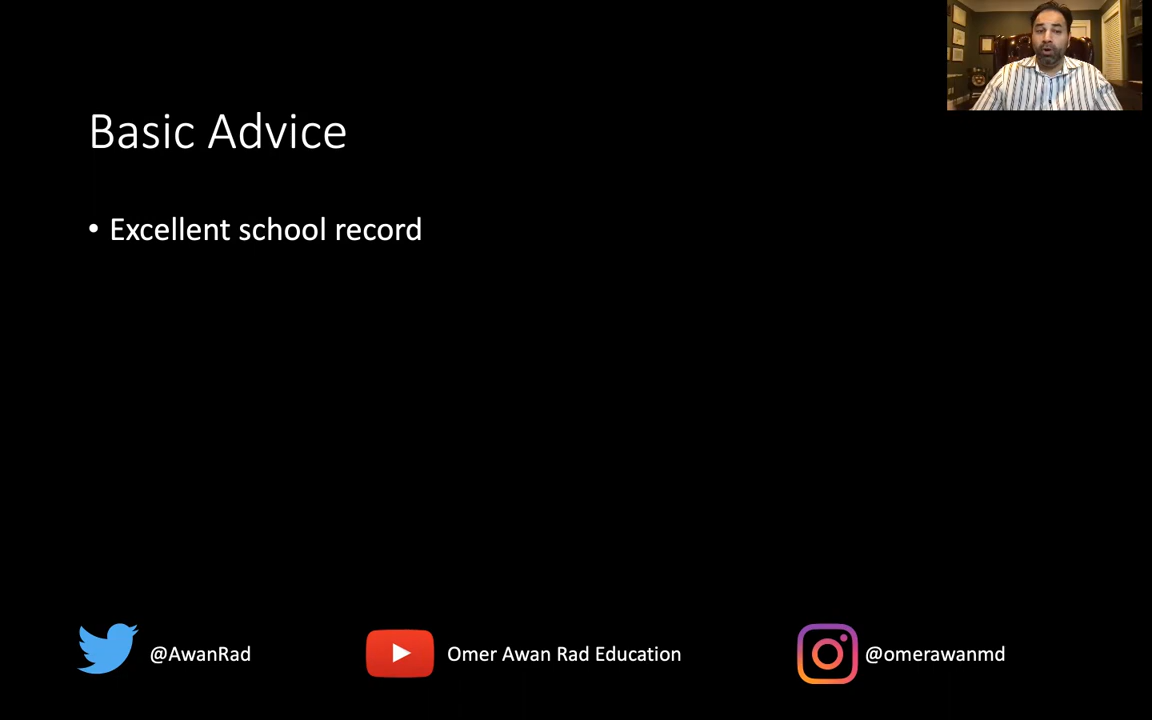 Basic Advice
• Excellent school record
@AwanRad
Omer Awan Rad Education
@omerawanmd